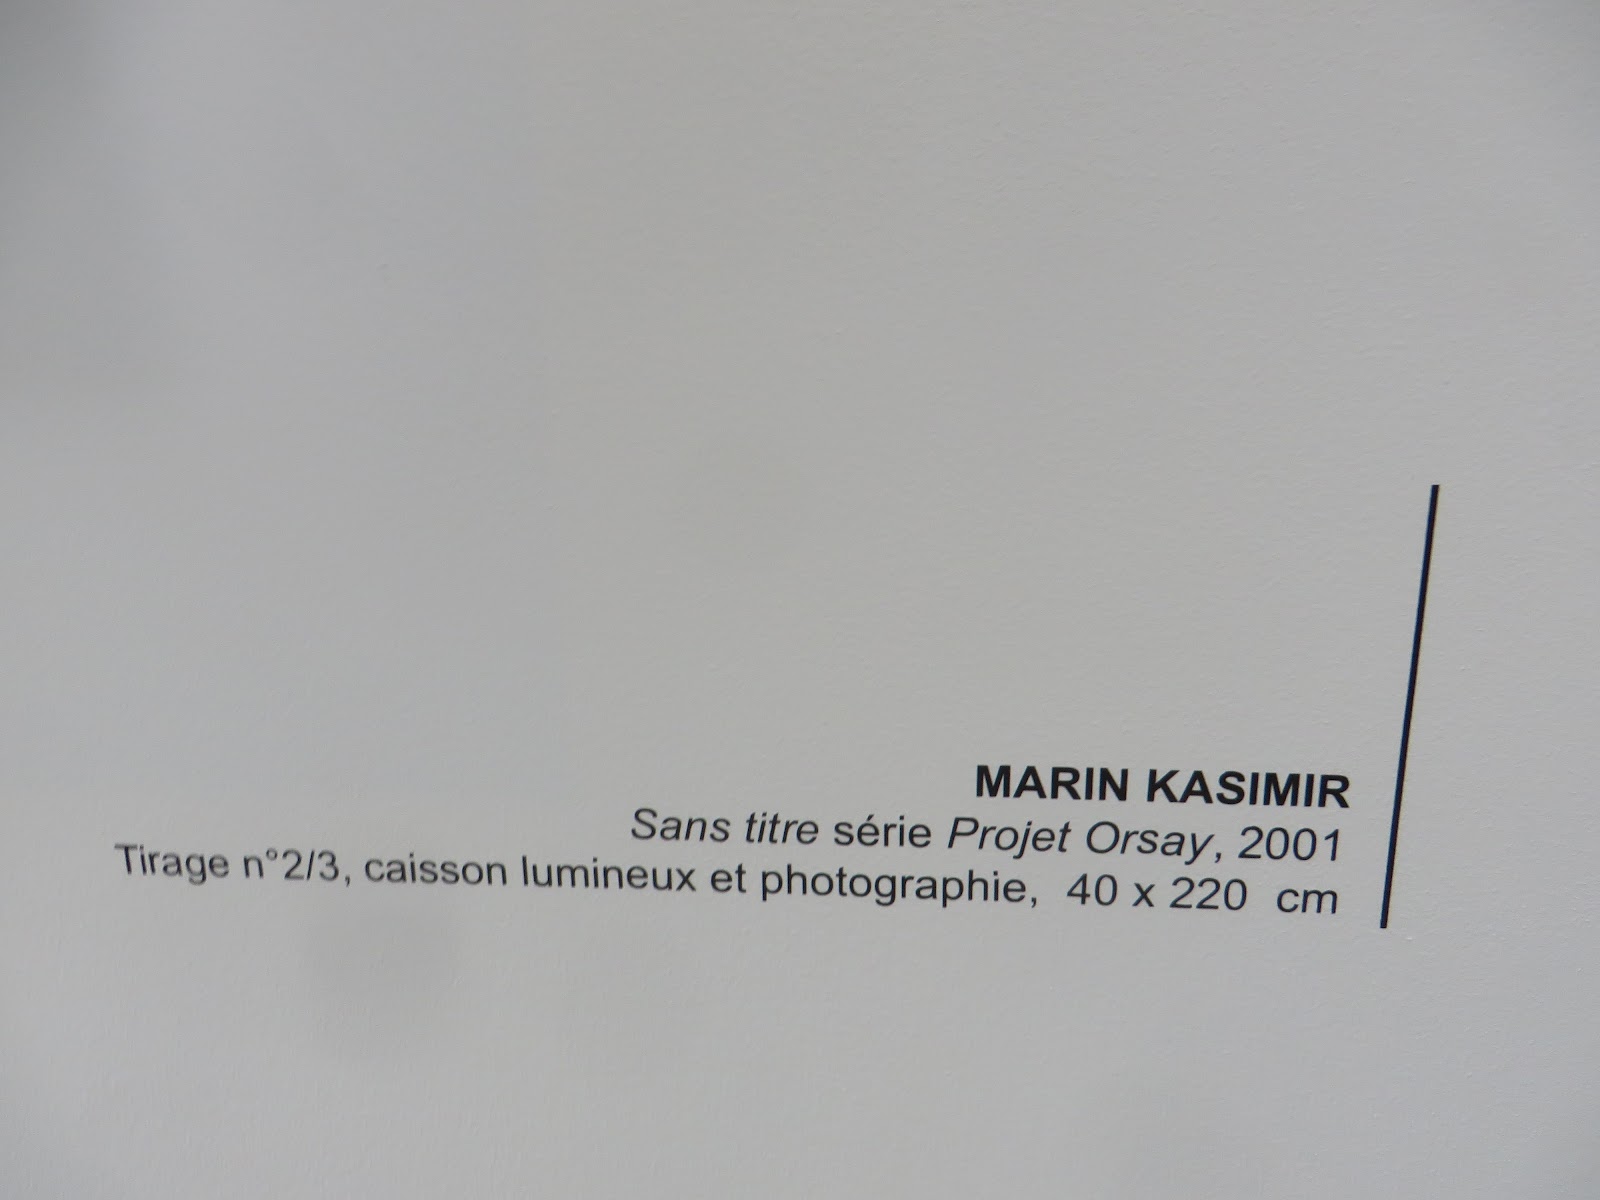 MARIN KASIMIR
Sans titre série Projet Orsay, 2001
Tirage n°2/3, caisson lumineux et photographie, 40 x 220 cm